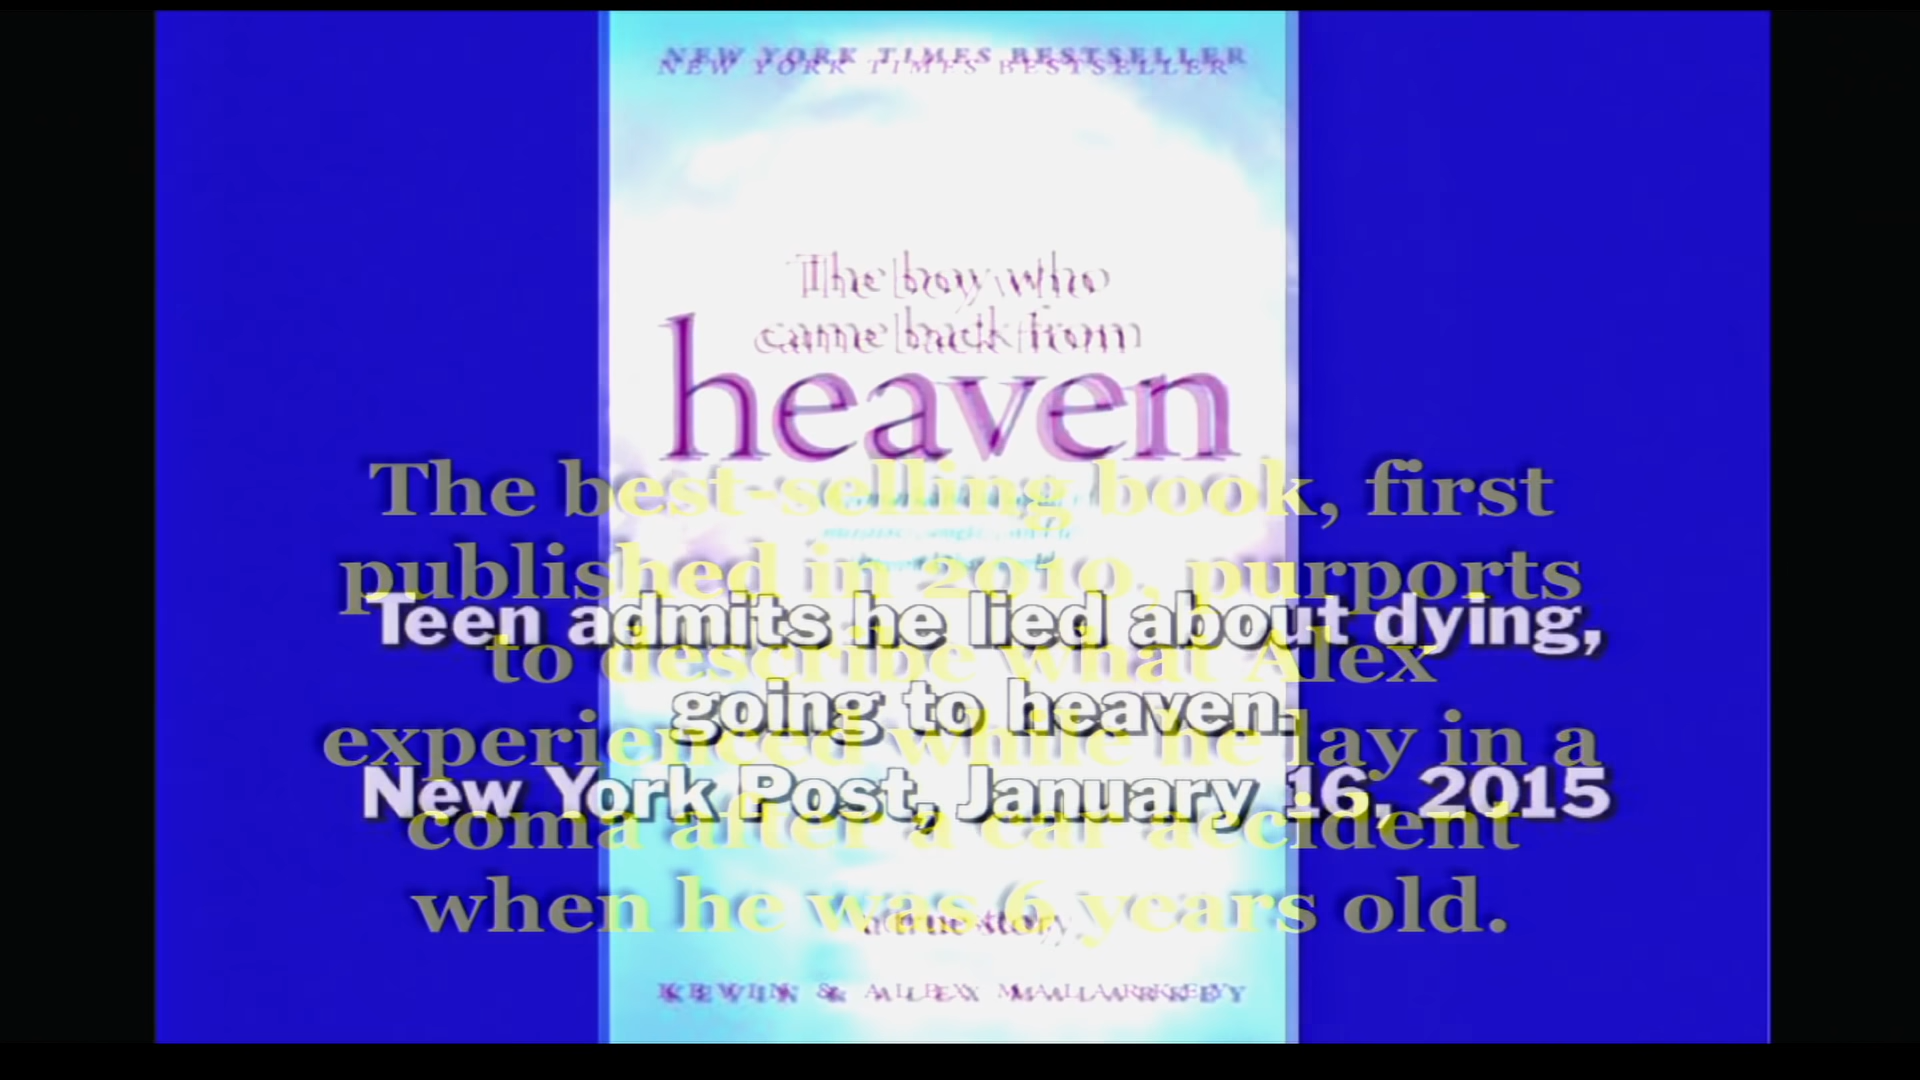 NEW YORK TIMES BESTSELLER
The boy who
came back from
heaven
The best-selling book, first
published in 2010, purports
to describe what Alex
experienced while he lay in a
coma after a car accident
when he was 6 years old.
Teen admits he lied about dying,
going to heaven.
New York Post, January 16, 2015
a true story
KEVIN & ALEX MALARKEY